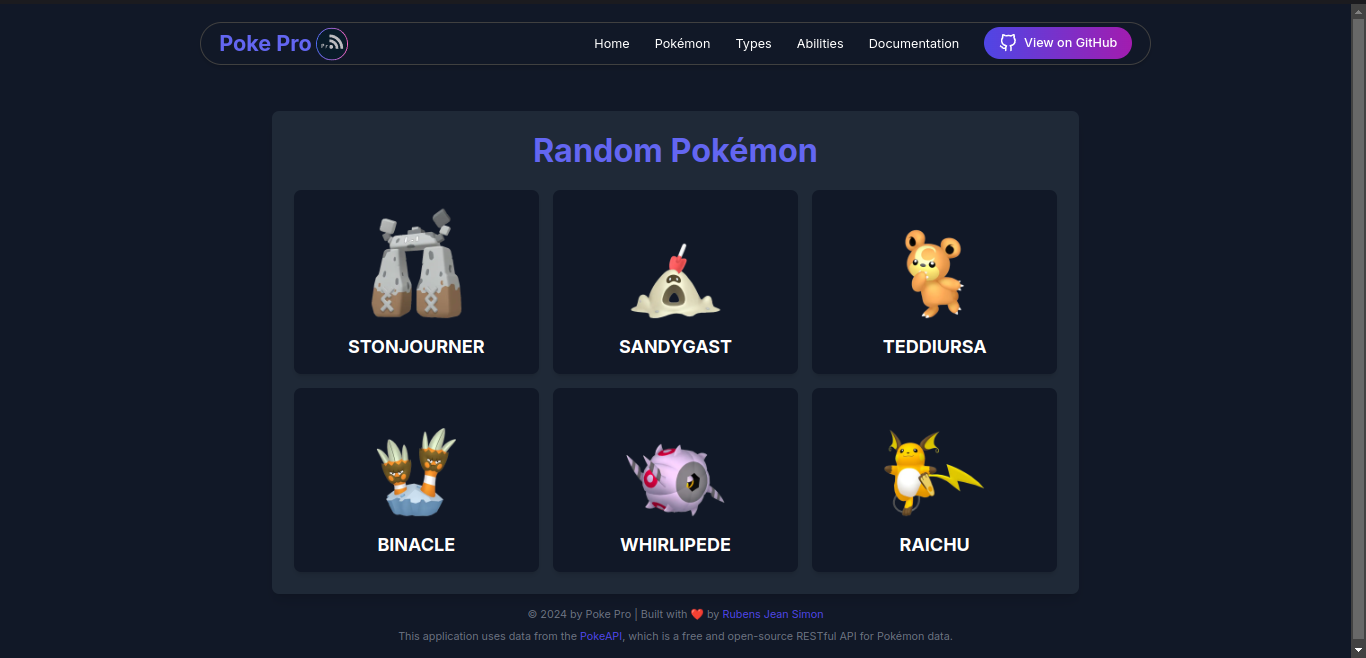 Poke Pro
Home Pokémon Types Abilities Documentation View on GitHub
Random Pokémon
STONJOURNER SANDYGAST TEDDIURSA
BINACLE WHIRLIPEDE RAICHU
© 2024 by Poke Pro | Built with ❤️ by Rubens Jean Simon
This application uses data from the PokeAPI, which is a free and open-source RESTful API for Pokémon data.